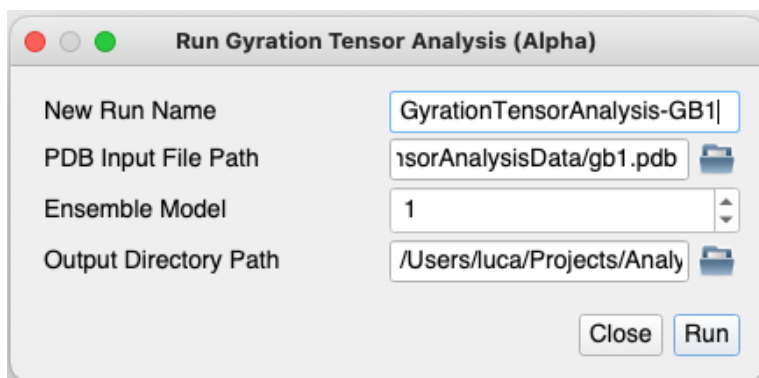 Run Gyration Tensor Analysis (Alpha)
New Run Name GyrationTensorAnalysis-GB1
PDB Input File Path nsorAnalysisData/gb1.pdb
Ensemble Model 1
Output Directory Path /Users/luca/Projects/Analy
Close Run